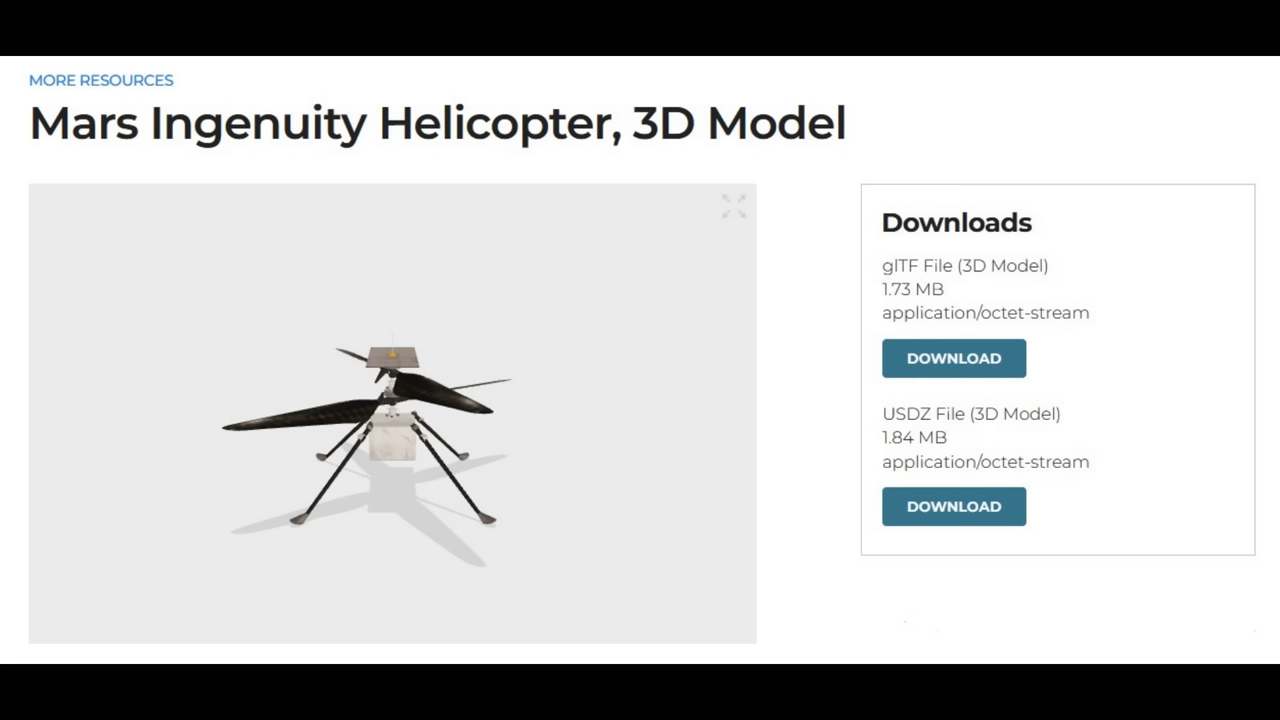 MORE RESOURCES
Mars Ingenuity Helicopter, 3D Model
Downloads
glTF File (3D Model)
1.73 MB
application/octet-stream
DOWNLOAD
USDZ File (3D Model)
1.84 MB
application/octet-stream
DOWNLOAD